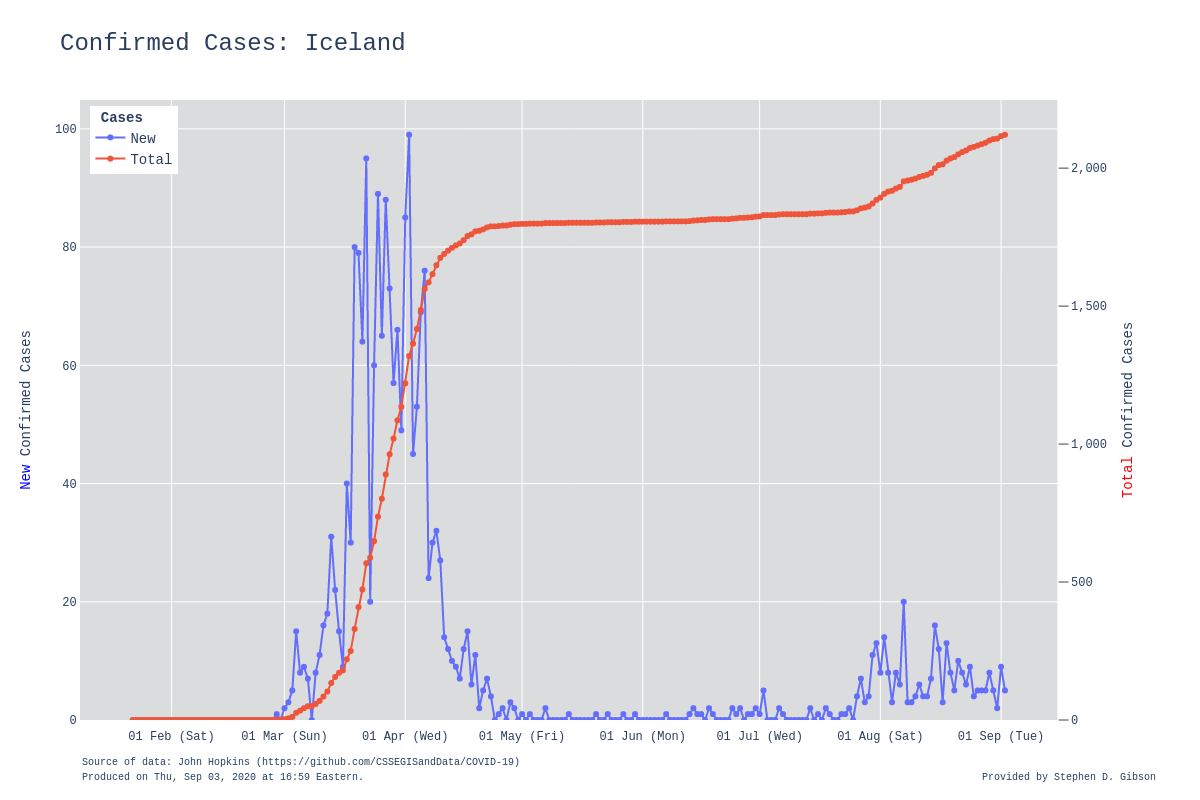 Confirmed Cases: Iceland
Cases
New
Total
100
80
60
40
20
0
2,000
1,500
1,000
500
0
New Confirmed Cases
Total Confirmed Cases
01 Feb (Sat)
01 Mar (Sun)
01 Apr (Wed)
01 May (Fri)
01 Jun (Mon)
01 Jul (Wed)
01 Aug (Sat)
01 Sep (Tue)
Source of data: John Hopkins (https://github.com/CSSEGISandData/COVID-19)
Produced on Thu, Sep 03, 2020 at 16:59 Eastern.
Provided by Stephen D. Gibson